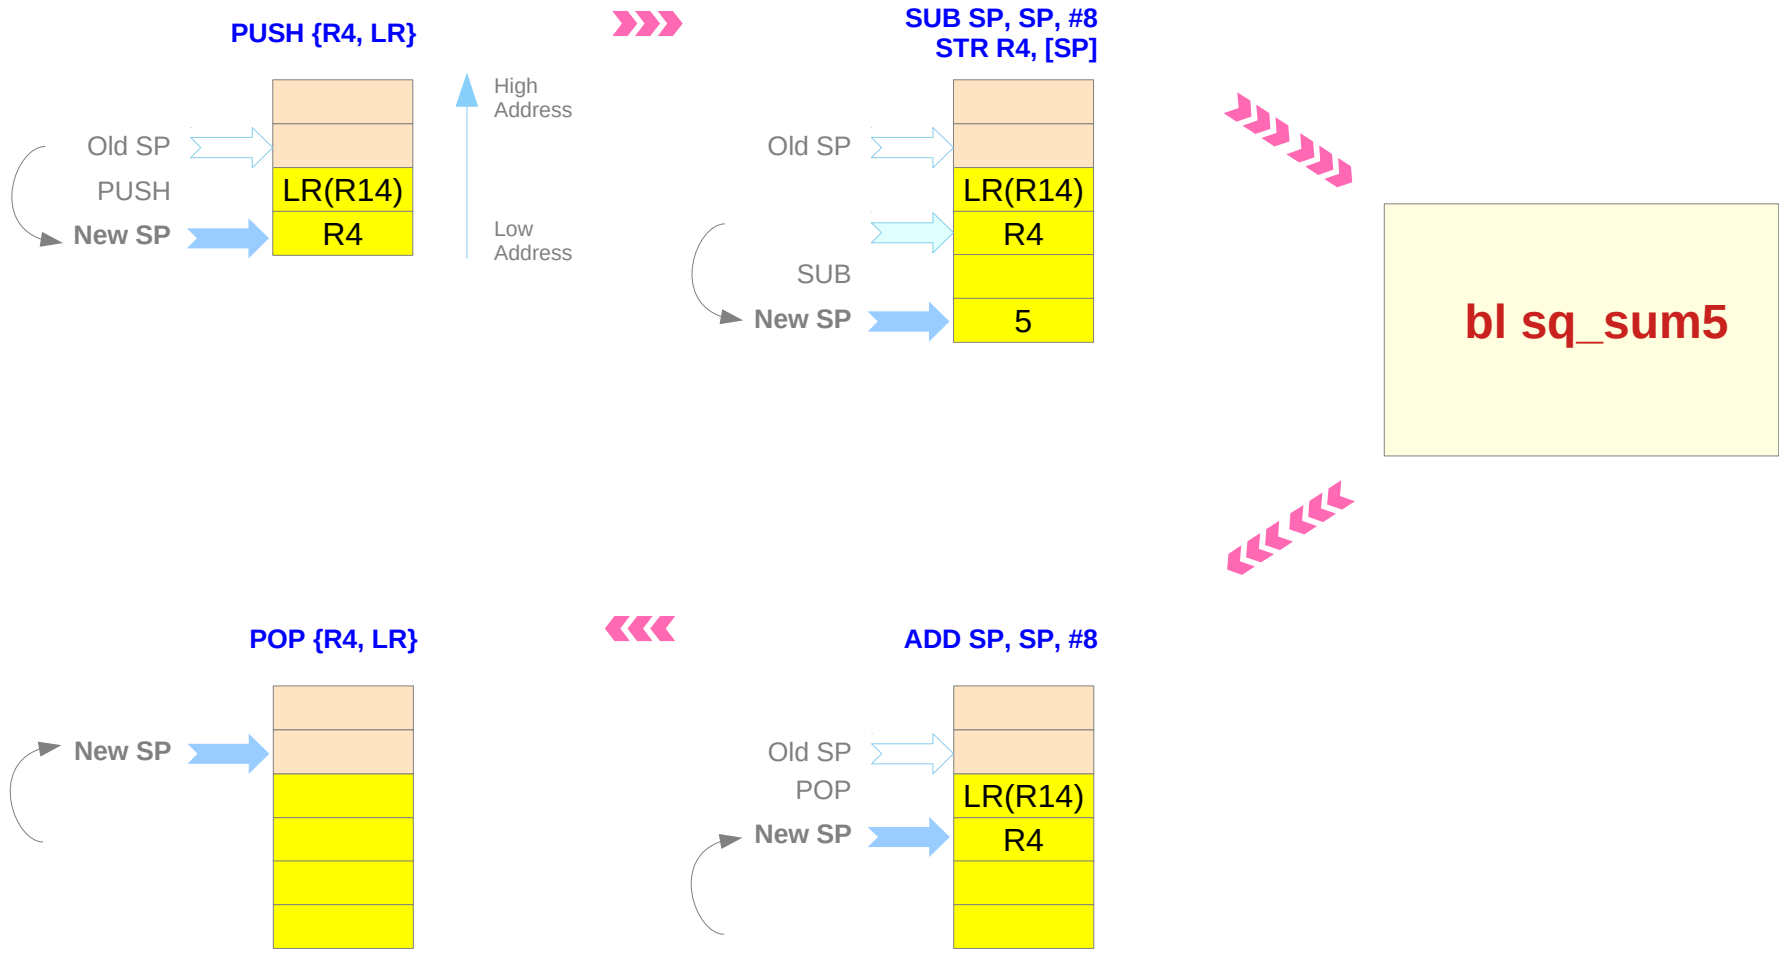 PUSH {R4, LR}
High
Address
Old SP
PUSH
LR(R14)
New SP
R4
Low
Address
SUB SP, SP, #8
STR R4, [SP]
Old SP
LR(R14)
R4
SUB
New SP
5
bl sq_sum5
POP {R4, LR}
New SP
ADD SP, SP, #8
Old SP
POP
LR(R14)
New SP
R4